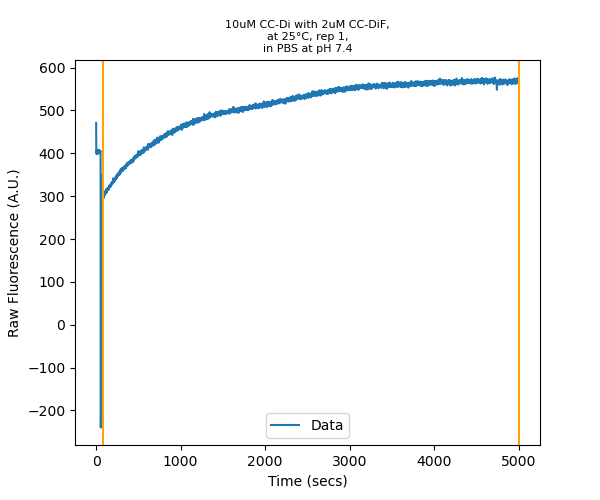 10uM CC-Di with 2uM CC-DiF,
at 25°C, rep 1,
in PBS at pH 7.4
Raw Fluorescence (A.U.)
600
500
400
300
200
100
0
−100
−200
Data
0 1000 2000 3000 4000 5000
Time (secs)